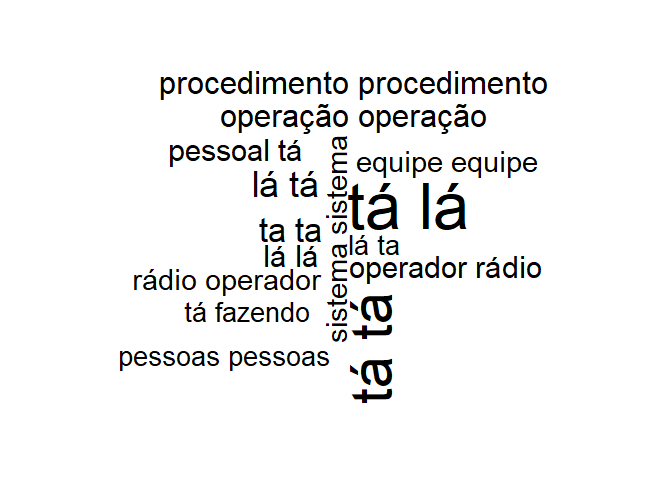 procedimento procedimento
operação operação
pessoal tá
equipe equipe
lá tá
tá lá
sistema sistema
ta ta
lá ta
lá lá
operador rádio
rádio operador
tá fazendo
tá tá
pessoas pessoas